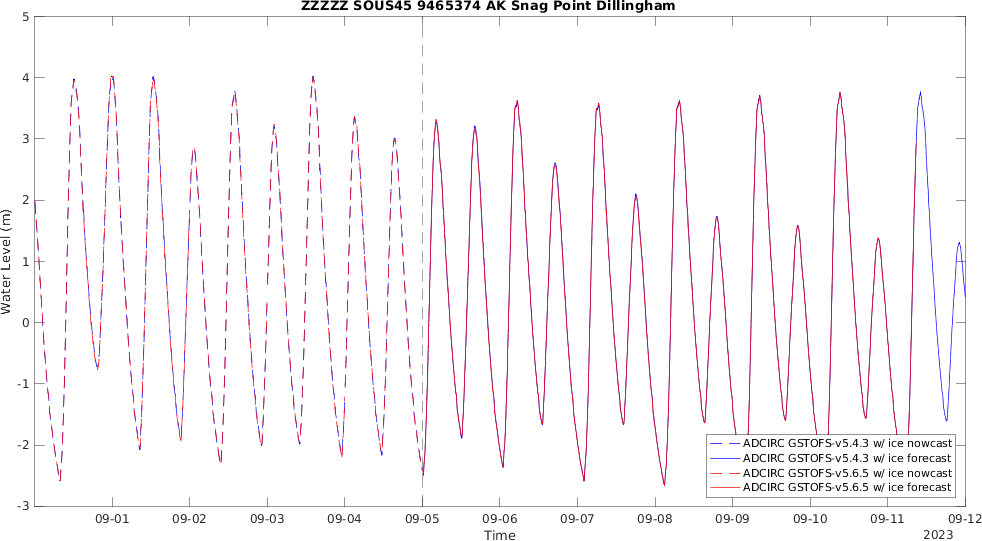 ZZZZZ SOUS45 9465374 AK Snag Point Dillingham
5
4
3
2
1
0
-1
-2
-3
Water Level (m)
ADCIRC GSTOFS-v5.4.3 w/ ice nowcast
ADCIRC GSTOFS-v5.4.3 w/ ice forecast
ADCIRC GSTOFS-v5.6.5 w/ ice nowcast
ADCIRC GSTOFS-v5.6.5 w/ ice forecast
09-01 09-02 09-03 09-04 09-05 09-06 09-07 09-08 09-09 09-10 09-11 09-12
Time
2023